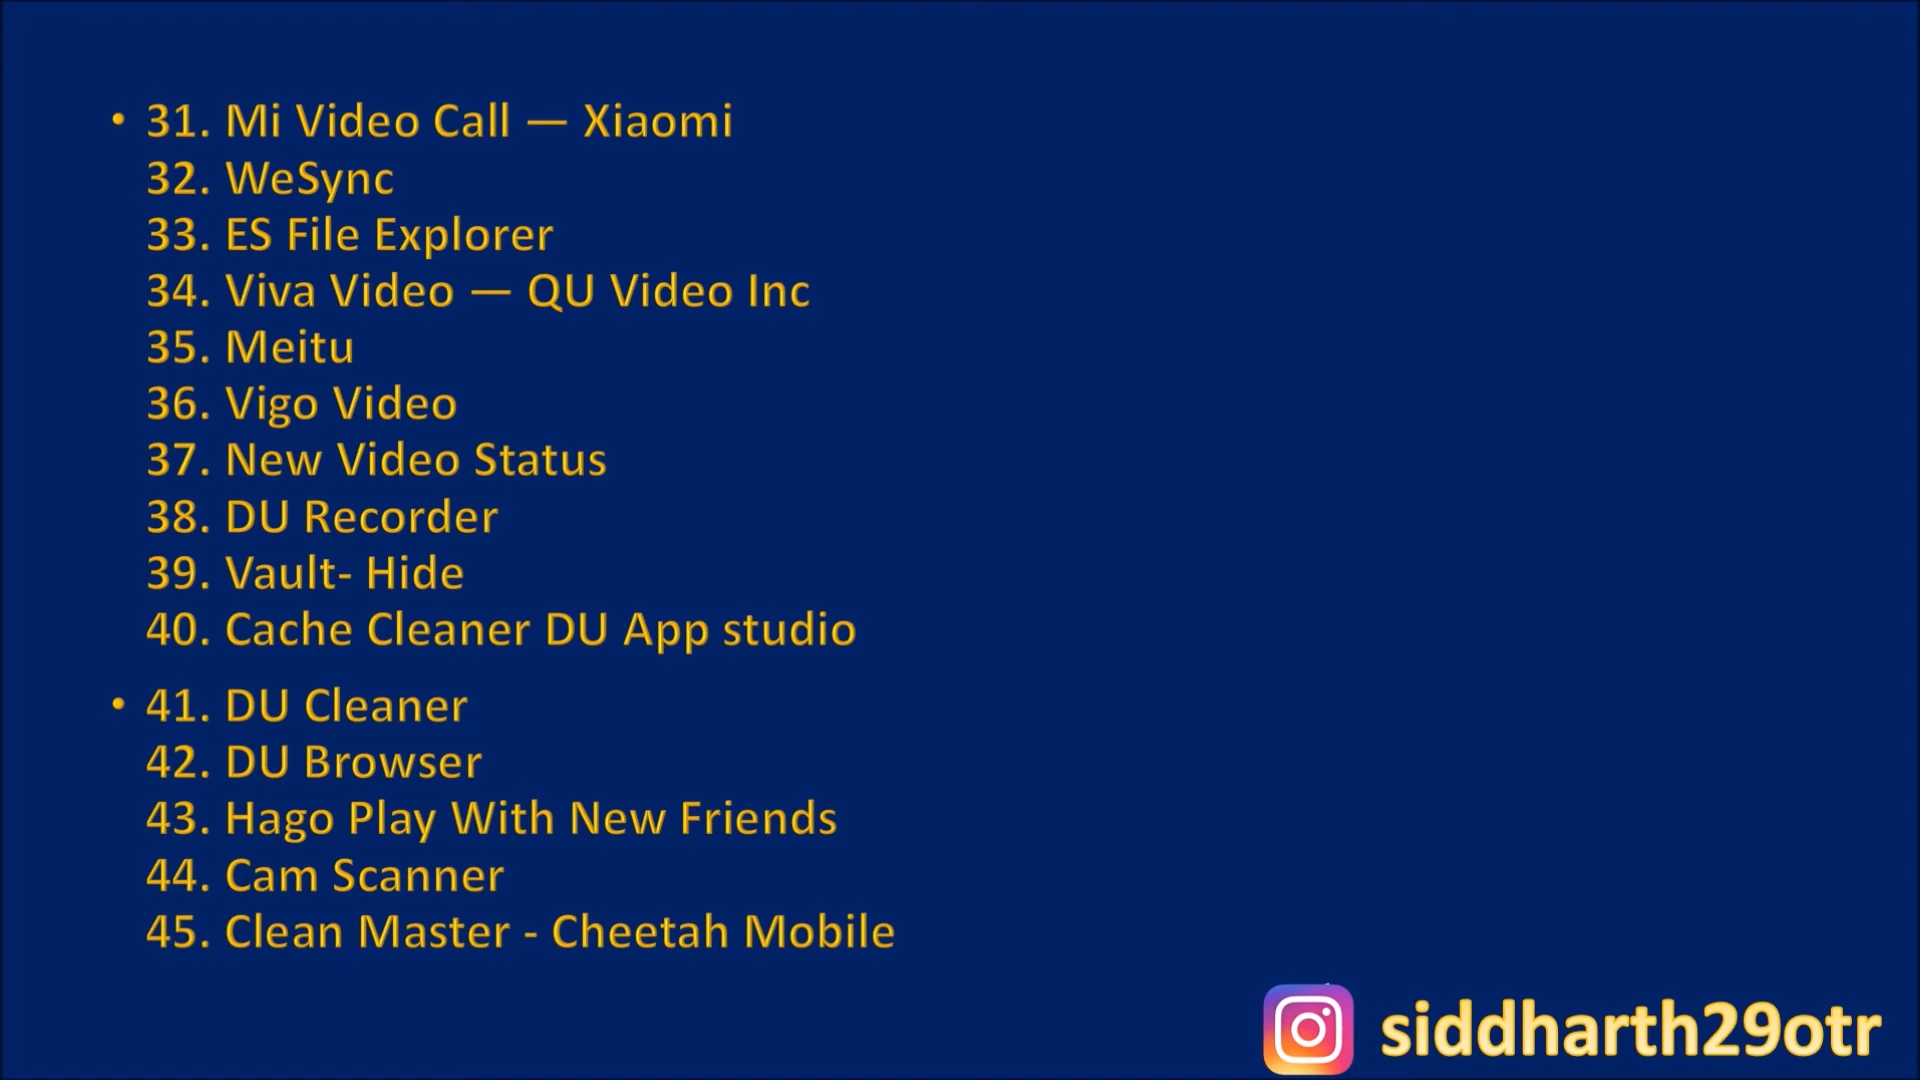 • 31. Mi Video Call — Xiaomi
32. WeSync
33. ES File Explorer
34. Viva Video — QU Video Inc
35. Meitu
36. Vigo Video
37. New Video Status
38. DU Recorder
39. Vault- Hide
40. Cache Cleaner DU App studio
• 41. DU Cleaner
42. DU Browser
43. Hago Play With New Friends
44. Cam Scanner
45. Clean Master - Cheetah Mobile
siddharth29otr